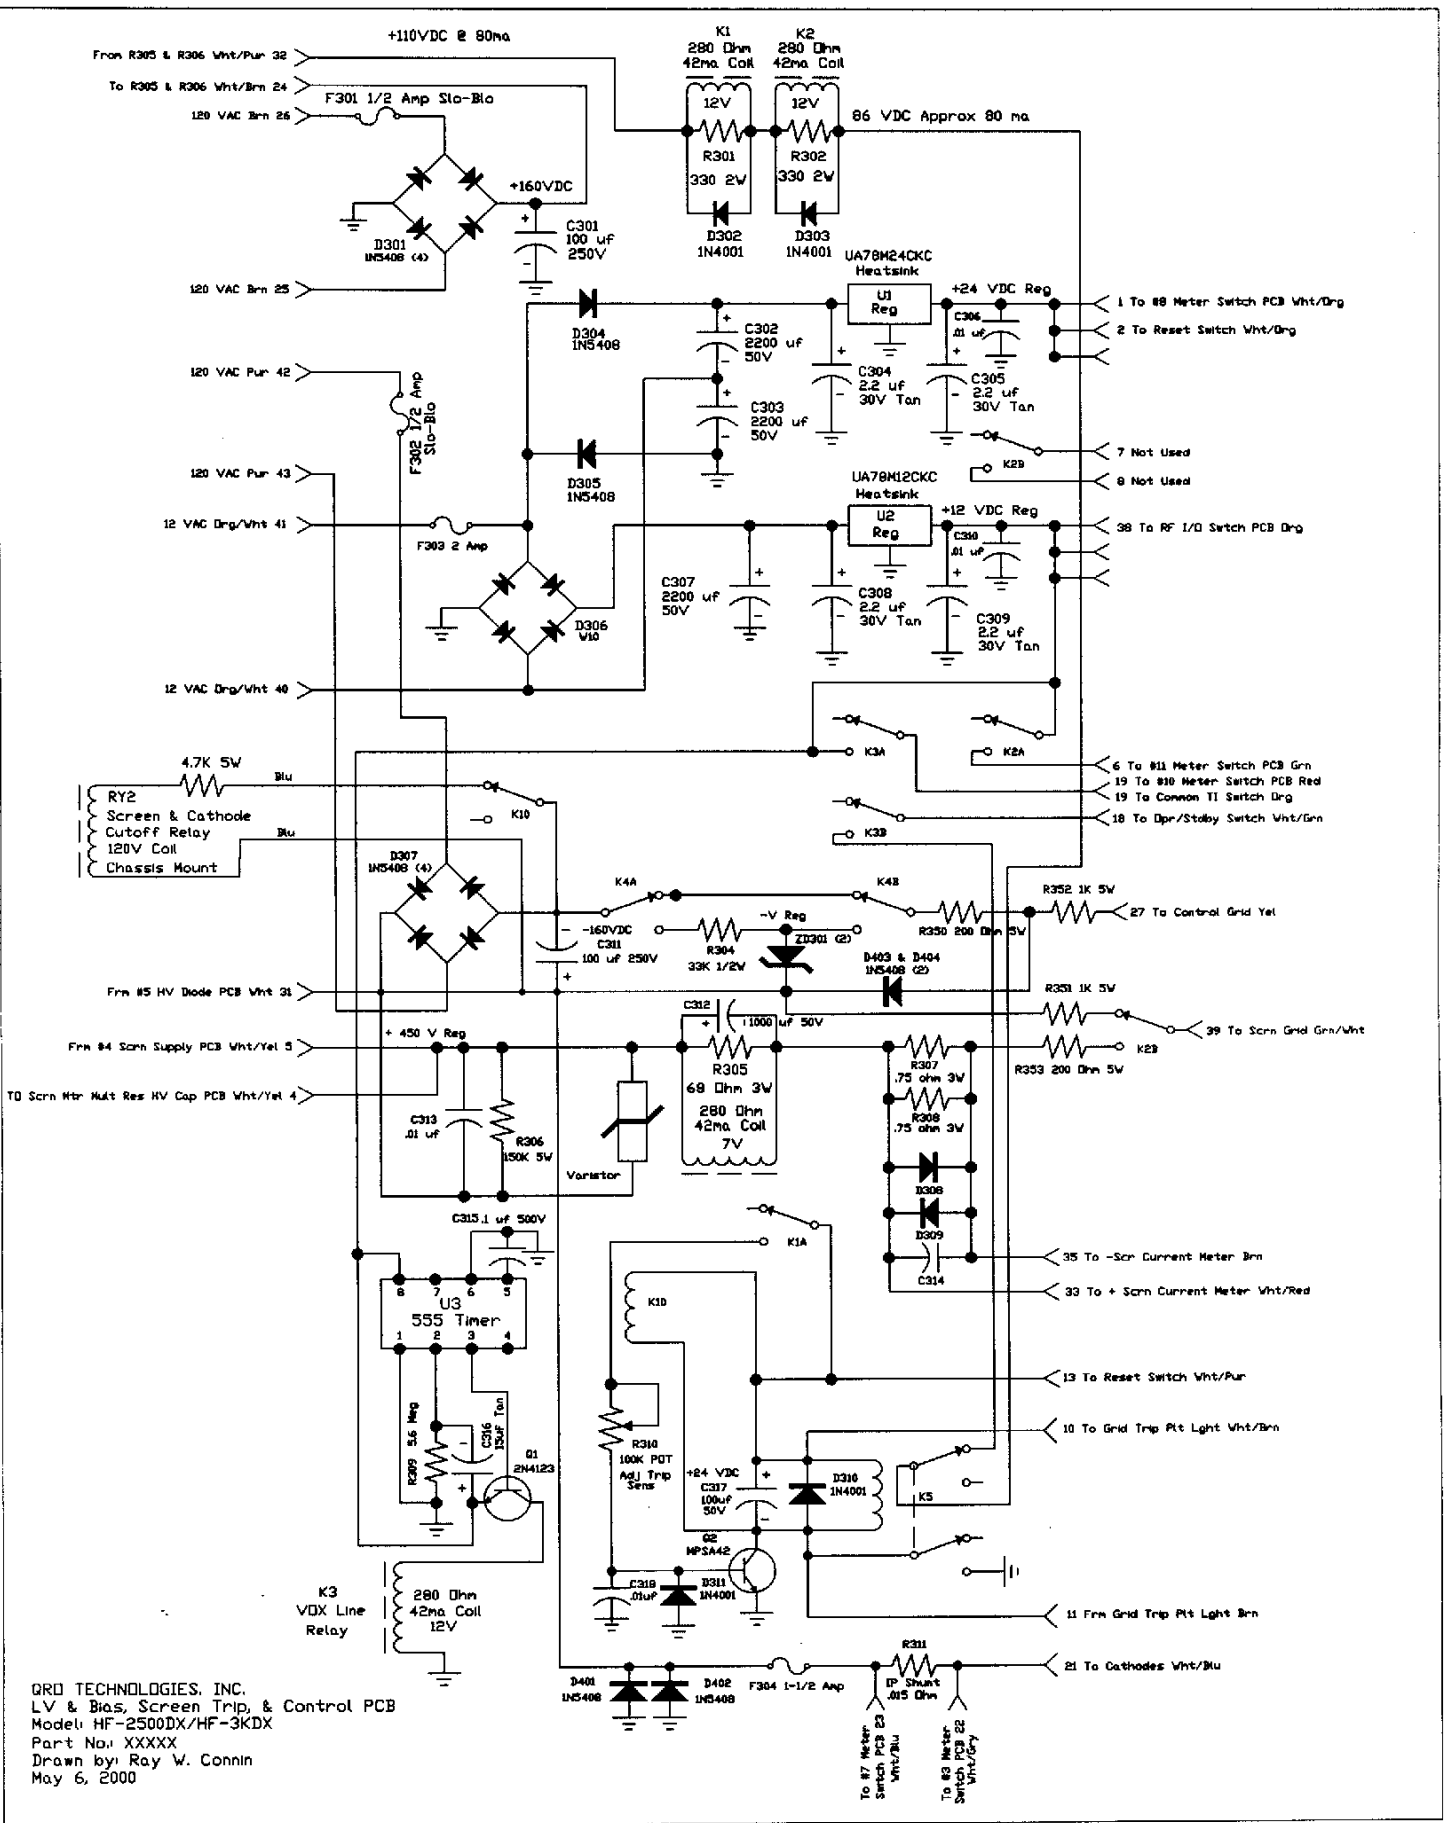 +110VDC @ 80ma
From R305 & R306 Wht/Pur 32
To R305 & R306 Wht/Brn 24
F301 1/2 Amp Slo-Blo
120 VAC Brn 26
K1
280 Ohm
42ma Coil
12V
R301
330 2W
D302
1N4001
K2
280 Ohm
42ma Coil
12V
R302
330 2W
D303
1N4001
86 VDC Approx 80 ma
+160VDC
D301
1N5408 (4)
+
C301
100 uf
250V
-
120 VAC Brn 25
D304
1N5408
+
C302
2200 uf
50V
-
UA78M24CKC
Heatsink
U1
Reg
+24 VDC Reg
C306
.01 uf
1 To #8 Meter Switch PCB Wht/Org
2 To Reset Switch Wht/Org
120 VAC Pur 42
F302 1/2 Amp
Slo-Blo
+
C303
2200 uf
50V
-
+
C304
2.2 uf
30V Tan
-
+
C305
2.2 uf
30V Tan
-
K2B
7 Not Used
8 Not Used
120 VAC Pur 43
D305
1N5408
12 VAC Org/Wht 41
F303 2 Amp
UA78M12CKC
Heatsink
U2
Reg
+12 VDC Reg
C310
.01 uf
38 To RF I/O Swtch PCB Org
D306
W10
C307
2200 uf
50V
+
-
+
C308
2.2 uf
30V Tan
-
+
C309
2.2 uf
30V Tan
-
12 VAC Org/Wht 40
K3A
K2A
6 To #11 Meter Switch PCB Grn
19 To #10 Meter Switch PCB Red
19 To Common TI Switch Org
K3B
18 To Opr/Stdby Switch Wht/Grn
4.7K 5W
Blu
RY2
Screen & Cathode
Cutoff Relay
120V Coil
Chassis Mount
Blu
K10
D307
1N5408 (4)
K4A
K4B
R352 1K 5W
27 To Control Grid Yel
R350 200 Ohm 5W
-160VDC
-
C311
100 uf 250V
+
R304
33K 1/2W
-V Reg
ZD301 (2)
D403 & D404
1N5408 (2)
Frm #5 HV Diode PCB Wht 31
R351 1K 5W
39 To Scrn Grid Grn/Wht
K2B
R353 200 Ohm 5W
+ 450 V Reg
Frm #4 Scrn Supply PCB Wht/Yel 5
TO Scrn Mtr Mult Res HV Cap PCB Wht/Yel 4
C312
+
1000 uf 50V
R305
68 Ohm 3W
280 Ohm
42ma Coil
7V
R307
.75 ohm 3W
R308
.75 ohm 3W
C313
.01 uf
R306
150K 5W
Varistor
D308
D309
C314
C315 .1 uf 500V
K1A
35 To -Scr Current Meter Brn
33 To + Scrn Current Meter Wht/Red
8 7 6 5
U3
555 Timer
1 2 3 4
K10
13 To Reset Switch Wht/Pur
10 To Grid Trip Plt Lght Wht/Brn
R309 5.6 Meg
-
C316
15uF Tan
+
Q1
2N4123
R310
100K POT
Adj Trip
Sens
+24 VDC
+
C317
100uf
50V
-
D310
1N4001
K5
Q2
MPSA42
C318
.01uf
D311
1N4001
11 Frm Grid Trip Plt Lght Brn
K3
VOX Line
Relay
280 Ohm
42ma Coil
12V
D401
1N5408
D402
1N5408
F304 1-1/2 Amp
R311
IP Shunt
.015 Ohm
21 To Cathodes Wht/Blu
To #7 Meter
Switch PCB 23
Wht/Blu
To #3 Meter
Switch PCB 22
Wht/Gry
QRO TECHNOLOGIES, INC.
LV & Bias, Screen Trip, & Control PCB
Model: HF-2500DX/HF-3KDX
Part No.: XXXXX
Drawn by: Ray W. Connin
May 6, 2000